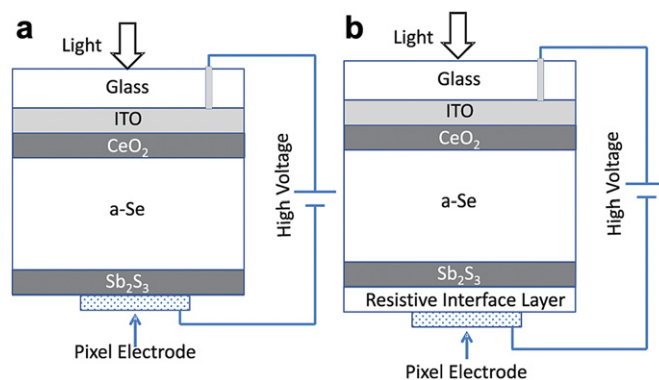 a
Light
Glass
ITO
CeO₂
a-Se
Sb₂S₃
High Voltage
Pixel Electrode
b
Light
Glass
ITO
CeO₂
a-Se
Sb₂S₃
Resistive Interface Layer
High Voltage
Pixel Electrode